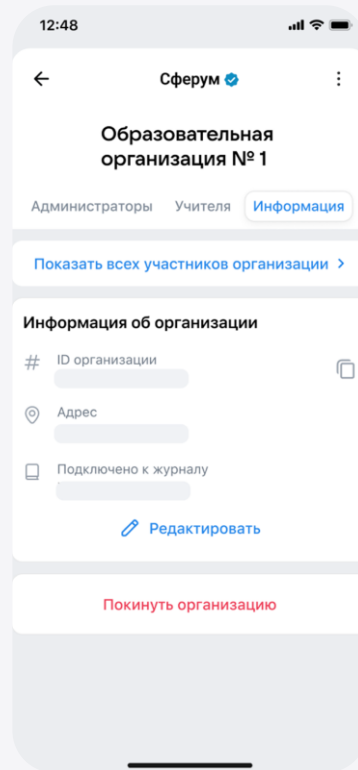 12:48
Сферум
Образовательная
организация № 1
Администраторы Учителя Информация
Показать всех участников организации >
Информация об организации
# ID организации
Адрес
Подключено к журналу
Редактировать
Покинуть организацию